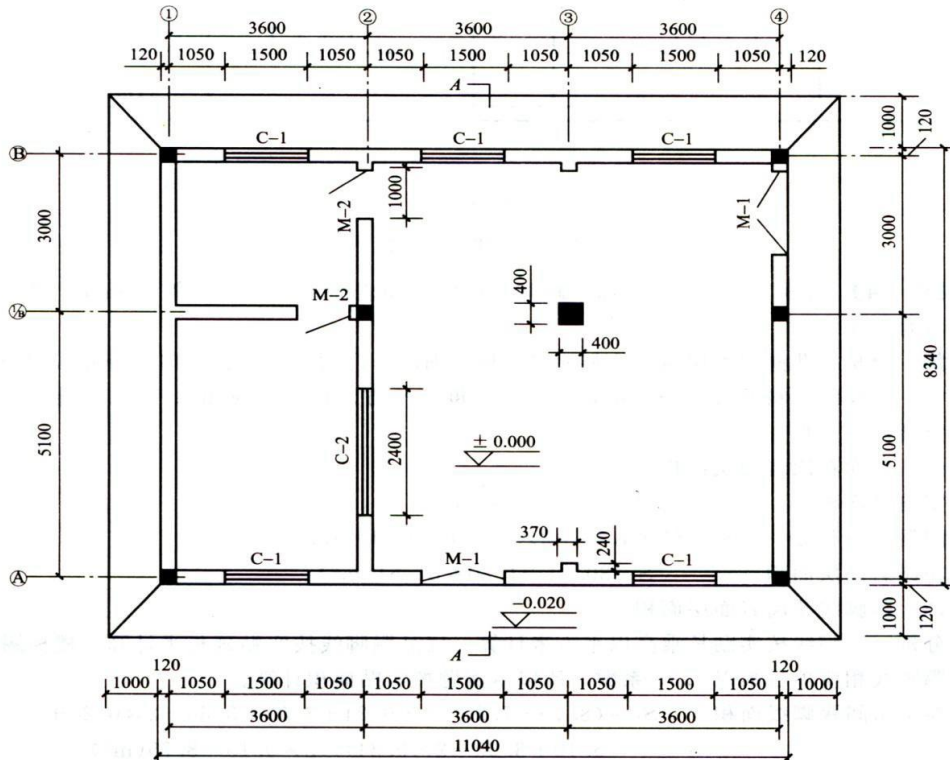 ① ② ③ ④
3600 3600 3600
120 1050 1500 1050 1050 1500 1050 1050 1500 1050 120
A
1000 120
Ⓑ C-1 C-1 C-1
3000 M-2 1000 M-1 3000
400
M-2
1/B
400
8340
5100 C-2 2400 ± 0.000 5100
370 240
C-1 M-1 C-1
Ⓐ
-0.020
1000 120
A
120 120
1000 1050 1500 1050 1050 1500 1050 1050 1500 1050 1000
3600 3600 3600
11040